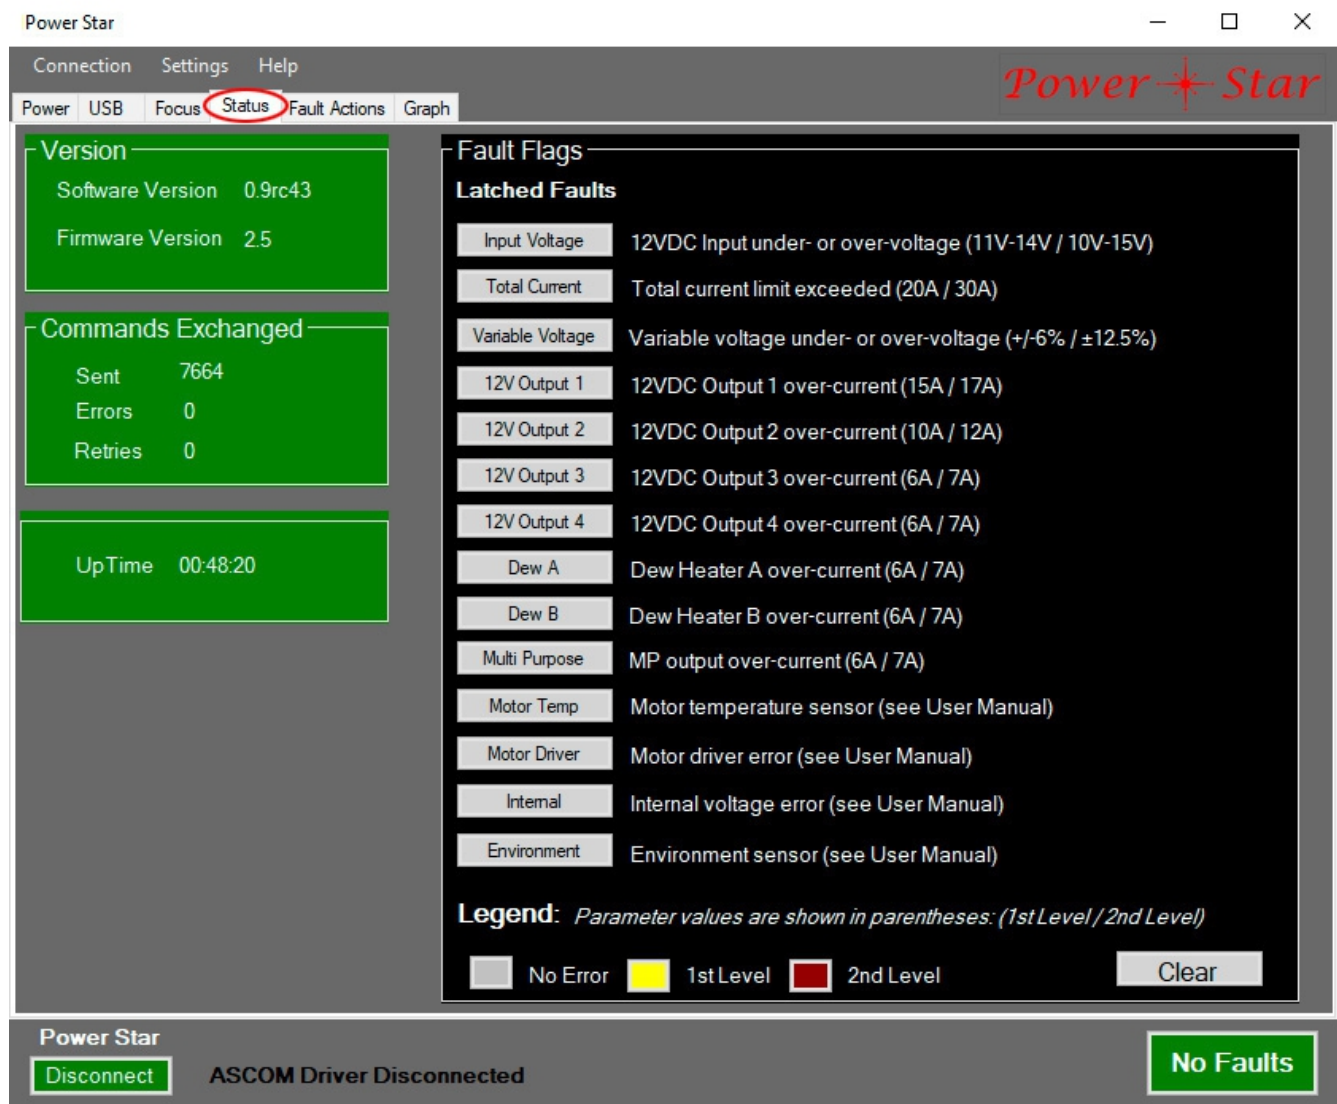 Power Star
Connection Settings Help
Power Star
Power USB Focus Status Fault Actions Graph
Version
Software Version 0.9rc43
Firmware Version 2.5
Commands Exchanged
Sent 7664
Errors 0
Retries 0
UpTime 00:48:20
Fault Flags
Latched Faults
Input Voltage 12VDC Input under- or over-voltage (11V-14V / 10V-15V)
Total Current Total current limit exceeded (20A / 30A)
Variable Voltage Variable voltage under- or over-voltage (+/-6% / ±12.5%)
12V Output 1 12VDC Output 1 over-current (15A / 17A)
12V Output 2 12VDC Output 2 over-current (10A / 12A)
12V Output 3 12VDC Output 3 over-current (6A / 7A)
12V Output 4 12VDC Output 4 over-current (6A / 7A)
Dew A Dew Heater A over-current (6A / 7A)
Dew B Dew Heater B over-current (6A / 7A)
Multi Purpose MP output over-current (6A / 7A)
Motor Temp Motor temperature sensor (see User Manual)
Motor Driver Motor driver error (see User Manual)
Internal Internal voltage error (see User Manual)
Environment Environment sensor (see User Manual)
Legend: Parameter values are shown in parentheses: (1st Level / 2nd Level)
No Error 1st Level 2nd Level Clear
Power Star
Disconnect ASCOM Driver Disconnected
No Faults